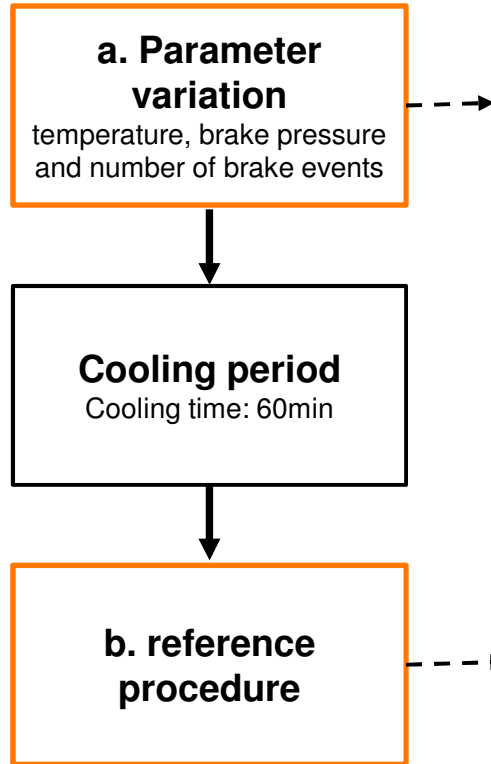 a. Parameter
variation
temperature, brake pressure
and number of brake events
Cooling period
Cooling time: 60min
b. reference
procedure